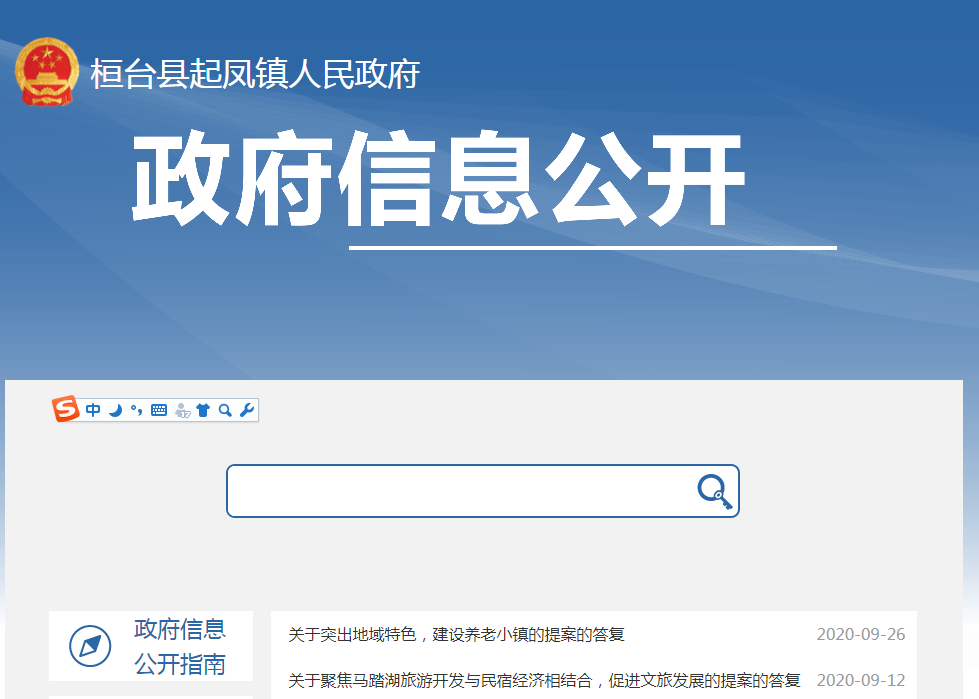 桓台县起凤镇人民政府
政府信息公开
中
政府信息
公开指南
关于突出地域特色，建设养老小镇的提案的答复 2020-09-26
关于聚焦马踏湖旅游开发与民宿经济相结合，促进文旅发展的提案的答复 2020-09-12